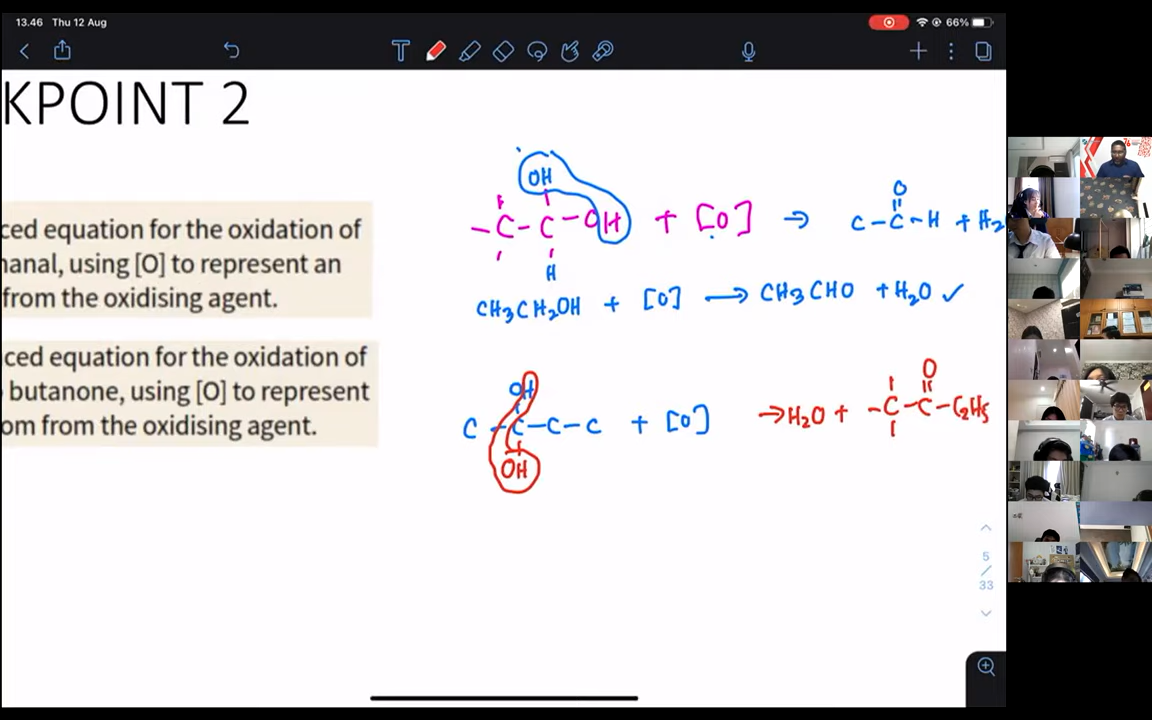 13.46 Thu 12 Aug
66%
KPOINT 2
ced equation for the oxidation of
nanal, using [O] to represent an
from the oxidising agent.
OH
O
-C-C-OH + [O] → C-C-H + H₂
H
CH₃CH₂OH + [O] → CH₃CHO + H₂O ✓
ced equation for the oxidation of
butanone, using [O] to represent
om from the oxidising agent.
OH
O
C-C-C-C + [O] → H₂O + -C-C-C₂H₅
OH
5
/
33